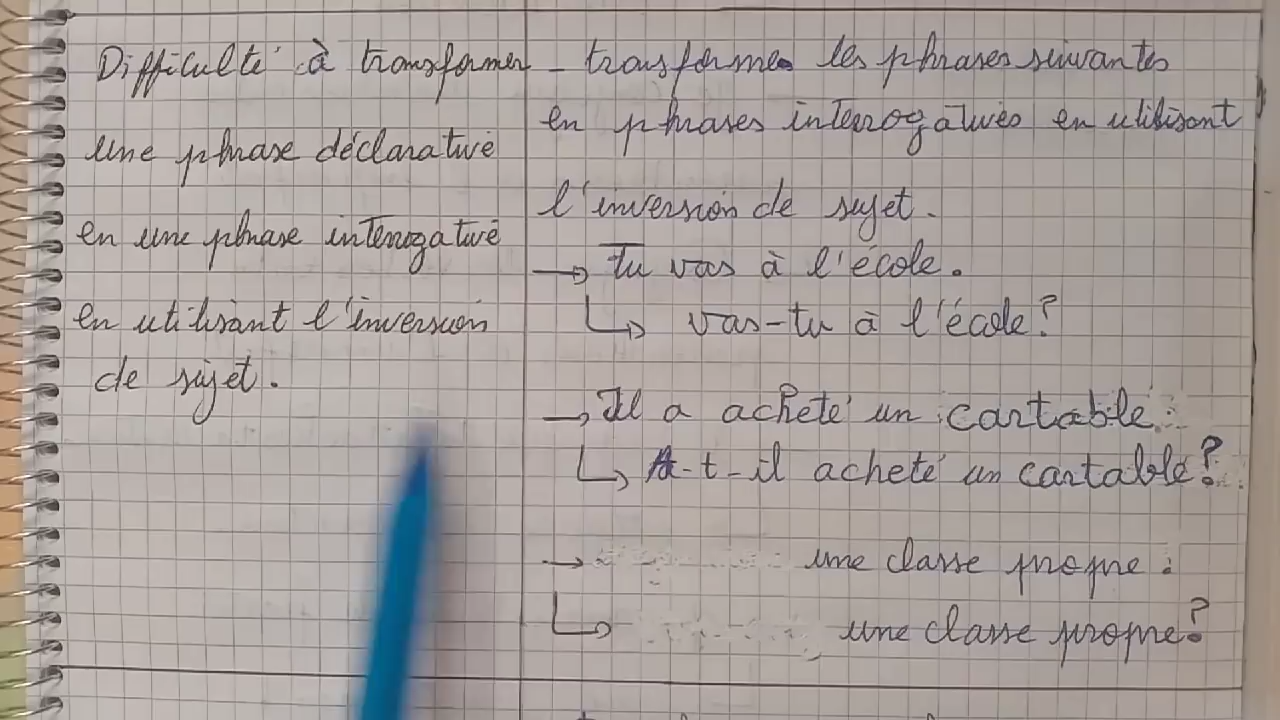 Difficulté à transformer
une phrase déclarative
en une phrase interrogative
en utilisant l'inversion
de sujet.
- transformes les phrases suivantes
en phrases interrogatives en utilisant
l'inversion de sujet.
→ Tu vas à l'école.
↳ vas-tu à l'école?
→ Il a acheté un cartable.
↳ A-t-il acheté un cartable?
→ une classe propre.
↳ une classe propre?